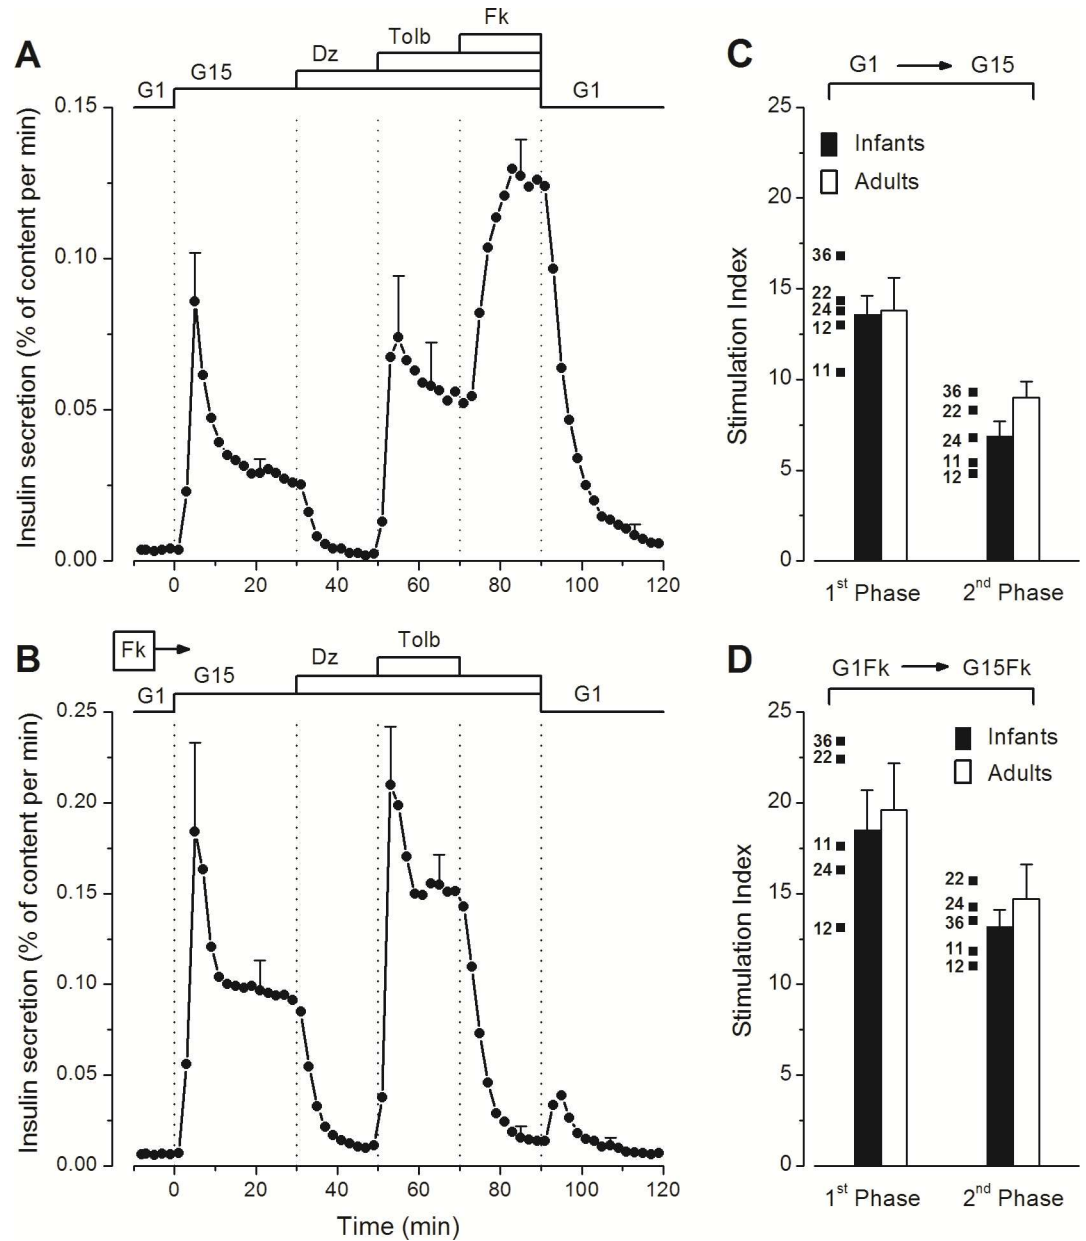 A
Fk
Tolb
Dz
G15
G1
G1
Insulin secretion (% of content per min)
0.15
0.10
0.05
0.00
0 20 40 60 80 100 120
B
Fk
Tolb
Dz
G15
G1
G1
Insulin secretion (% of content per min)
0.25
0.20
0.15
0.10
0.05
0.00
0 20 40 60 80 100 120
Time (min)
C
G1 → G15
Stimulation Index
25
20
15
10
5
0
Infants
Adults
36
22
24
12
11
36
22
24
11
12
1st Phase 2nd Phase
D
G1Fk → G15Fk
Stimulation Index
25
20
15
10
5
0
Infants
Adults
36
22
11
24
12
22
24
36
11
12
1st Phase 2nd Phase